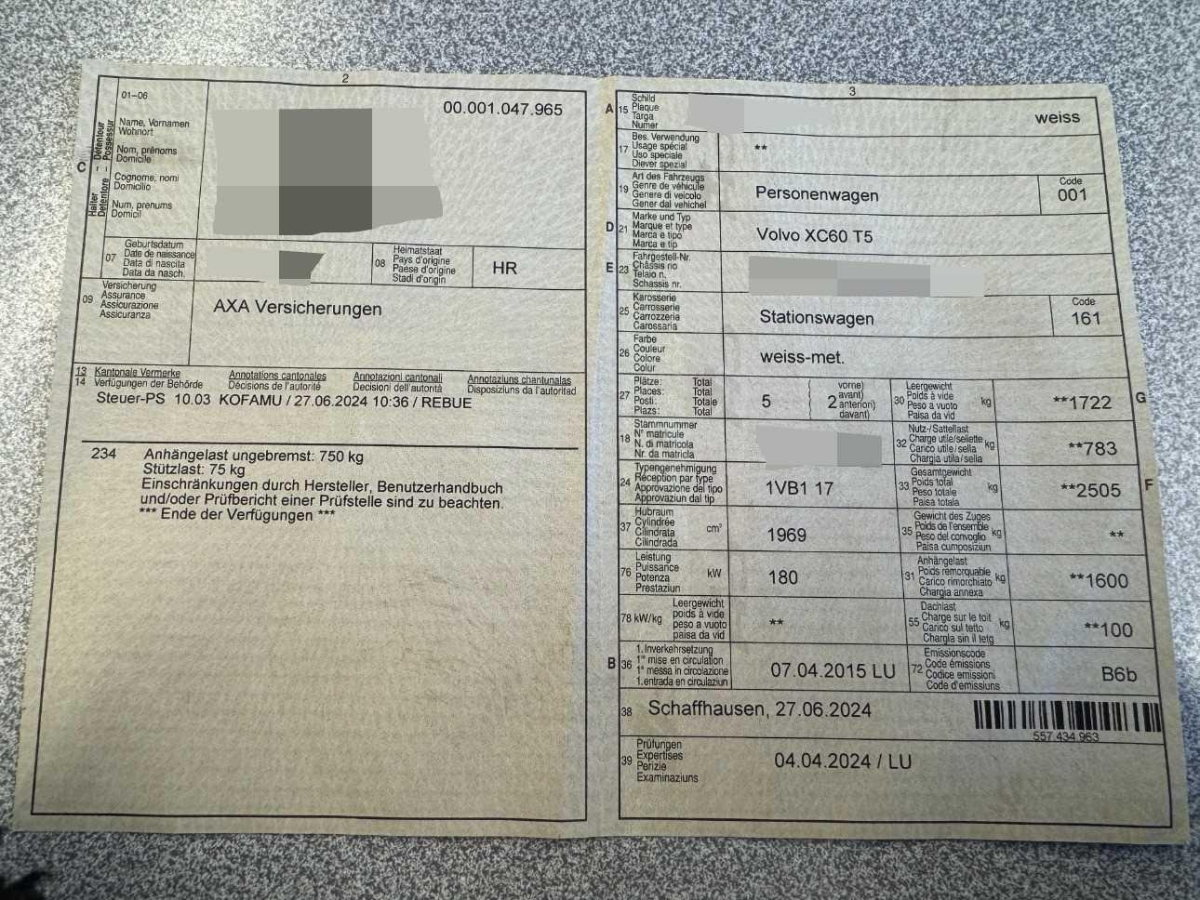 2
01–06
00.001.047.965
C
Halter Détenteur
Detentore Possessur
Name, Vornamen
Wohnort
Nom, prénoms
Domicile
Cognome, nomi
Domicilio
Num, prenums
Domicil
07
Geburtsdatum
Date de naissance
Data di nascita
Data da nasch.
08
Heimatstaat
Pays d'origine
Paese d'origine
Stadi d'origin
HR
09
Versicherung
Assurance
Assicurazione
Assicuranza
AXA Versicherungen
13 Kantonale Vermerke Annotations cantonales Annotazioni cantonali Annotaziuns chantunalas
14 Verfügungen der Behörde Décisions de l'autorité Decisioni dell'autorità Disposiziuns da l'autoritad
Steuer-PS 10.03 KOFAMU / 27.06.2024 10:36 / REBUE
234 Anhängelast ungebremst: 750 kg
Stützlast: 75 kg
Einschränkungen durch Hersteller, Benutzerhandbuch
und/oder Prüfbericht einer Prüfstelle sind zu beachten.
*** Ende der Verfügungen ***
3
A 15
Schild
Plaque
Targa
Numer
weiss
17
Bes. Verwendung
Usage spécial
Uso speciale
Diever spezial
**
19
Art des Fahrzeugs
Genre de véhicule
Genere di veicolo
Gener dal vehichel
Personenwagen
Code
001
D 21
Marke und Typ
Marque et type
Marca e tipo
Marca e tip
Volvo XC60 T5
E 23
Fahrgestell-Nr.
Châssis no
Telaio n.
Schassis nr.
25
Karosserie
Carrosserie
Carrozzeria
Carossaria
Stationswagen
Code
161
26
Farbe
Couleur
Colore
Colur
weiss-met.
27
Plätze: Total
Places: Total
Posti: Totale
Plazs: Total
5
2
vorne)
avant)
anteriori)
davant)
30
Leergewicht
Poids à vide
Peso a vuoto
Paisa da vid
kg
**1722
G
18
Stammnummer
N° matricule
N. di matricola
Nr. da matricla
32
Nutz-/Sattellast
Charge utile/sellette
Carico utile/sella
Chargia utila/sella
kg
**783
24
Typengenehmigung
Réception par type
Approvazione del tipo
Approvaziun dal tip
1VB1 17
33
Gesamtgewicht
Poids total
Peso totale
Paisa totala
kg
**2505
F
37
Hubraum
Cylindrée
Cilindrata
Cilindrada
cm³
1969
35
Gewicht des Zuges
Poids de l'ensemble
Peso del convoglio
Paisa cumposiziun
kg
**
76
Leistung
Puissance
Potenza
Prestaziun
kW
180
31
Anhängelast
Poids remorquable
Carico rimorchiato
Chargia annexa
kg
**1600
78 kW/kg
Leergewicht
poids à vide
peso a vuoto
paisa da vid
**
55
Dachlast
Charge sur le toit
Carico sul tetto
Chargia sin il tetg
kg
**100
B 36
1. Inverkehrsetzung
1re mise en circulation
1a messa in circolazione
1. entrada en circulaziun
07.04.2015 LU
72
Emissionscode
Code émissions
Codice emissioni
Code d'emissiuns
B6b
38
Schaffhausen, 27.06.2024
557.434.963
39
Prüfungen
Expertises
Perizie
Examinaziuns
04.04.2024 / LU